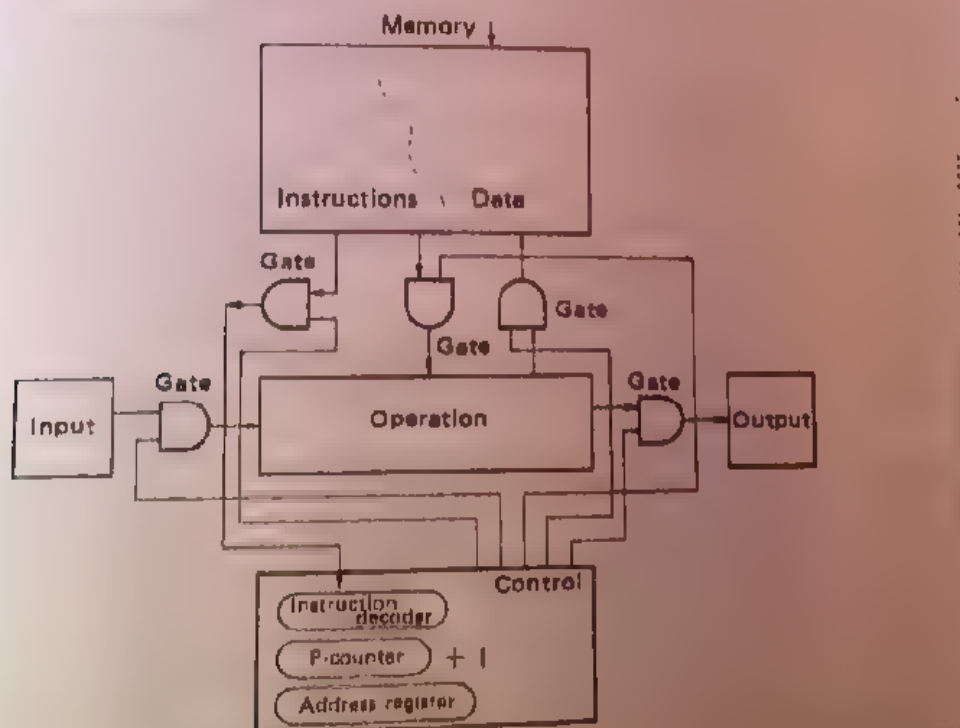 Memory
Instructions Data
Gate
Gate
Gate
Gate
Gate
Input
Operation
Output
Control
Instruction
decoder
P-counter + 1
Address register